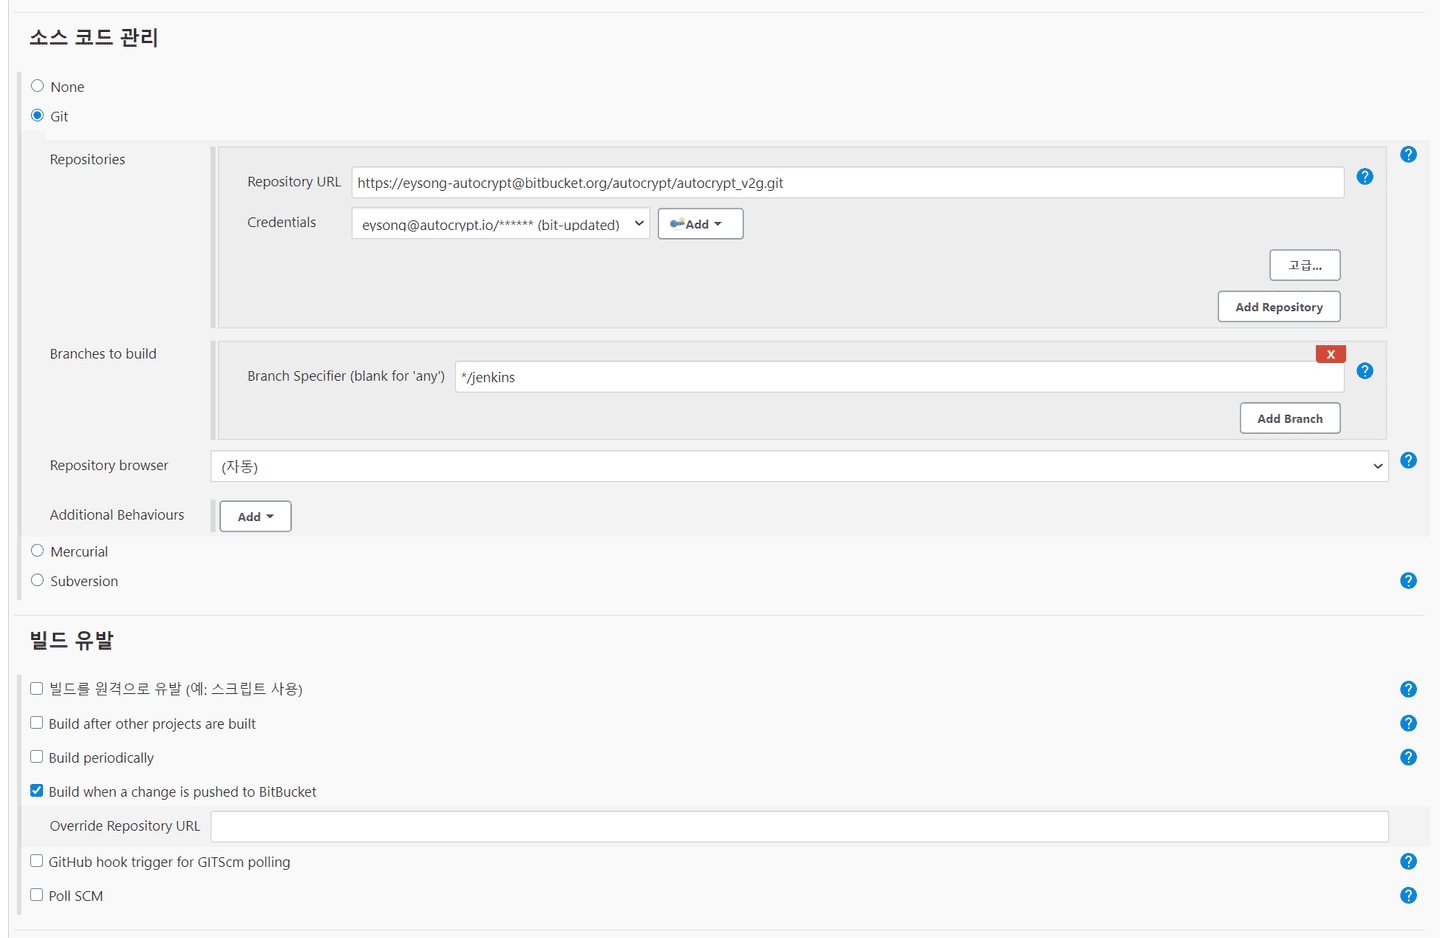 소스 코드 관리
None
Git
Repositories
?
Repository URL https://eysong-autocrypt@bitbucket.org/autocrypt/autocrypt_v2g.git ?
Credentials eysong@autocrypt.io/****** (bit-updated) Add
고급...
Add Repository
Branches to build
X
Branch Specifier (blank for 'any') */jenkins ?
Add Branch
Repository browser (자동) ?
Additional Behaviours Add
Mercurial
Subversion ?
빌드 유발
빌드를 원격으로 유발 (예: 스크립트 사용) ?
Build after other projects are built ?
Build periodically ?
Build when a change is pushed to BitBucket
Override Repository URL
GitHub hook trigger for GITScm polling ?
Poll SCM ?